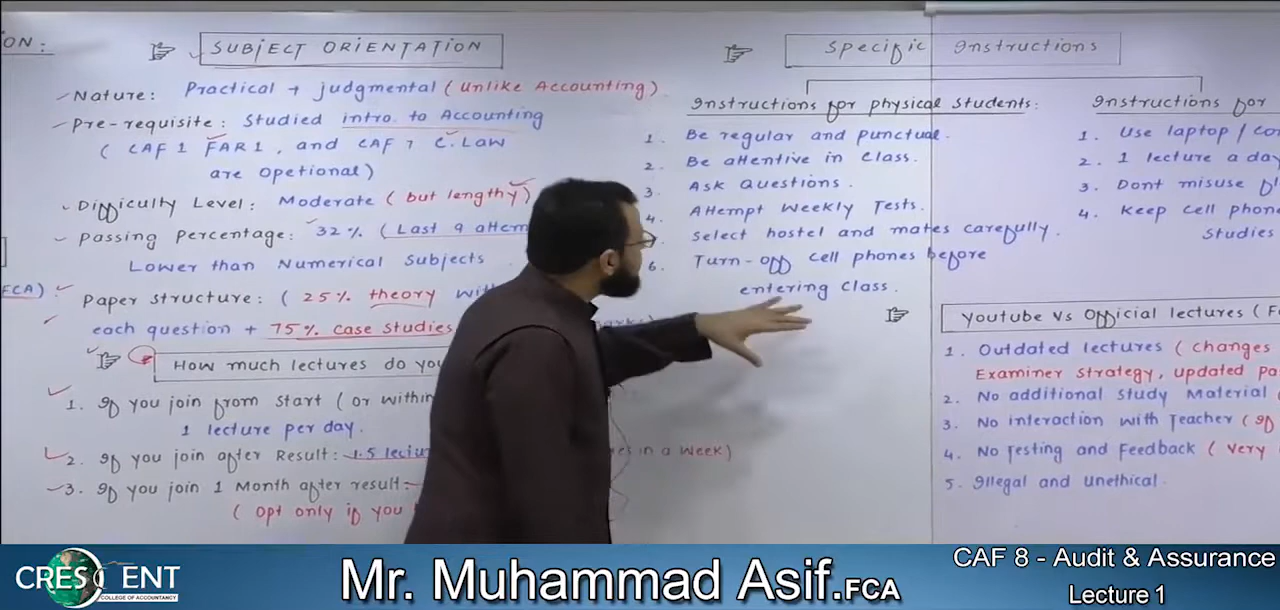 ION:
SUBJECT ORIENTATION
Nature: Practical + judgmental (unlike Accounting)
Pre-requisite: Studied intro. to Accounting
(CAF 1 FAR 1, and CAF 7 C.Law
are opetional)
Difficulty Level: Moderate (but lengthy)
Passing Percentage: 32% (Last 9 attem
Lower than Numerical Subjects
FCA):
Paper structure: (25% theory wit
each question + 75% case studies
marks)
How much lectures do you
1. If you join from start (or within
1 lecture per day.
2. If you join after Result: 1.5 lectu
in a week)
3. If you join 1 Month after result:
(opt only if you
Specific Instructions
Instructions for physical students:
1. Be regular and punctual.
2. Be attentive in class.
3. Ask Questions.
4. Attempt Weekly Tests.
Select hostel and mates carefully.
6. Turn-off cell phones before
entering class.
Instructions for
1. Use laptop / co
2. 1 lecture a day
3. Dont misuse
4. Keep cell phon
studies
Youtube vs Official lectures (F
1. Outdated lectures (changes
Examiner strategy, updated pa
2. No additional study Material
3. No interaction with Teacher (if
4. No Testing and Feedback (very
5. Illegal and unethical.
CRESCENT
COLLEGE OF ACCOUNTANCY
Mr. Muhammad Asif.FCA
CAF 8 - Audit & Assurance
Lecture 1